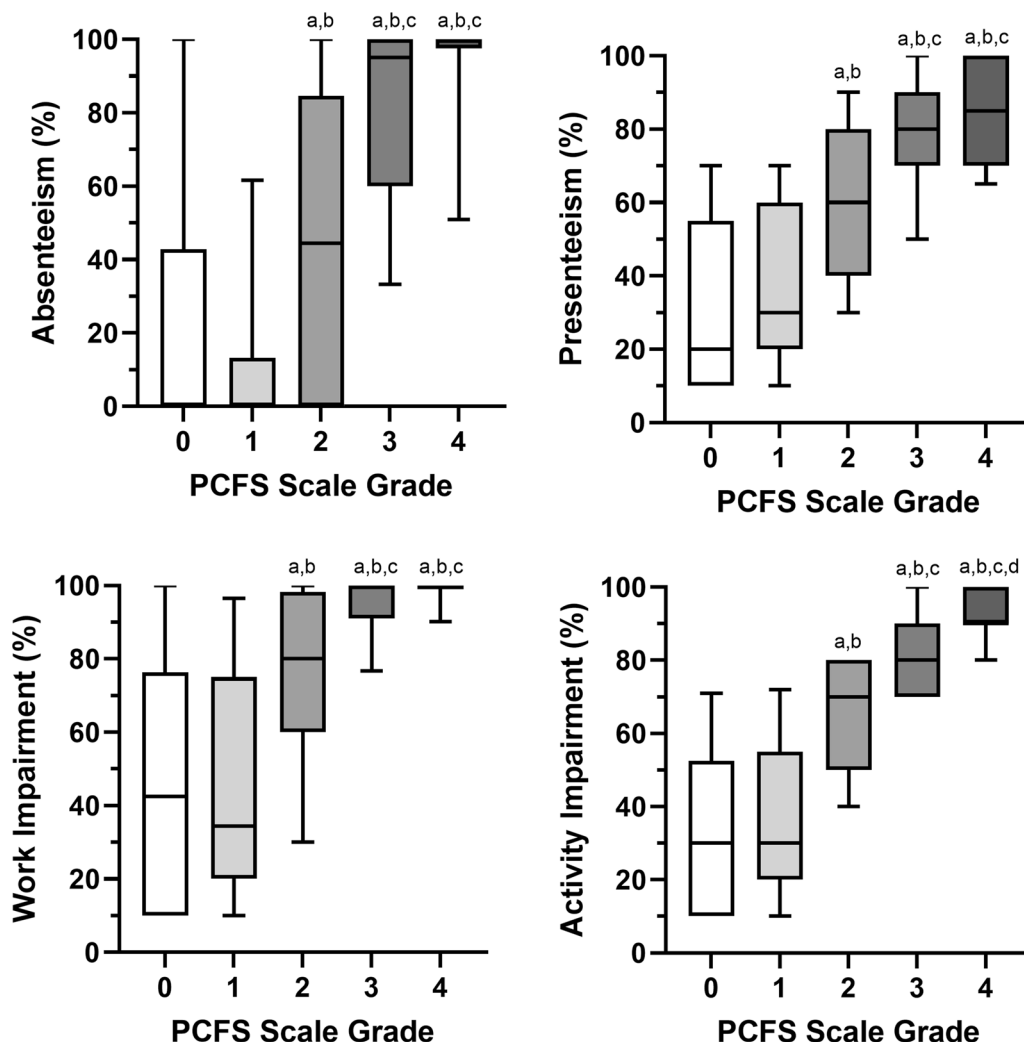 Absenteeism (%)
100
80
60
40
20
0
a,b
a,b,c
a,b,c
0 1 2 3 4
PCFS Scale Grade
Presenteeism (%)
100
80
60
40
20
0
a,b
a,b,c
a,b,c
0 1 2 3 4
PCFS Scale Grade
Work Impairment (%)
100
80
60
40
20
0
a,b
a,b,c
a,b,c
0 1 2 3 4
PCFS Scale Grade
Activity Impairment (%)
100
80
60
40
20
0
a,b
a,b,c
a,b,c,d
0 1 2 3 4
PCFS Scale Grade